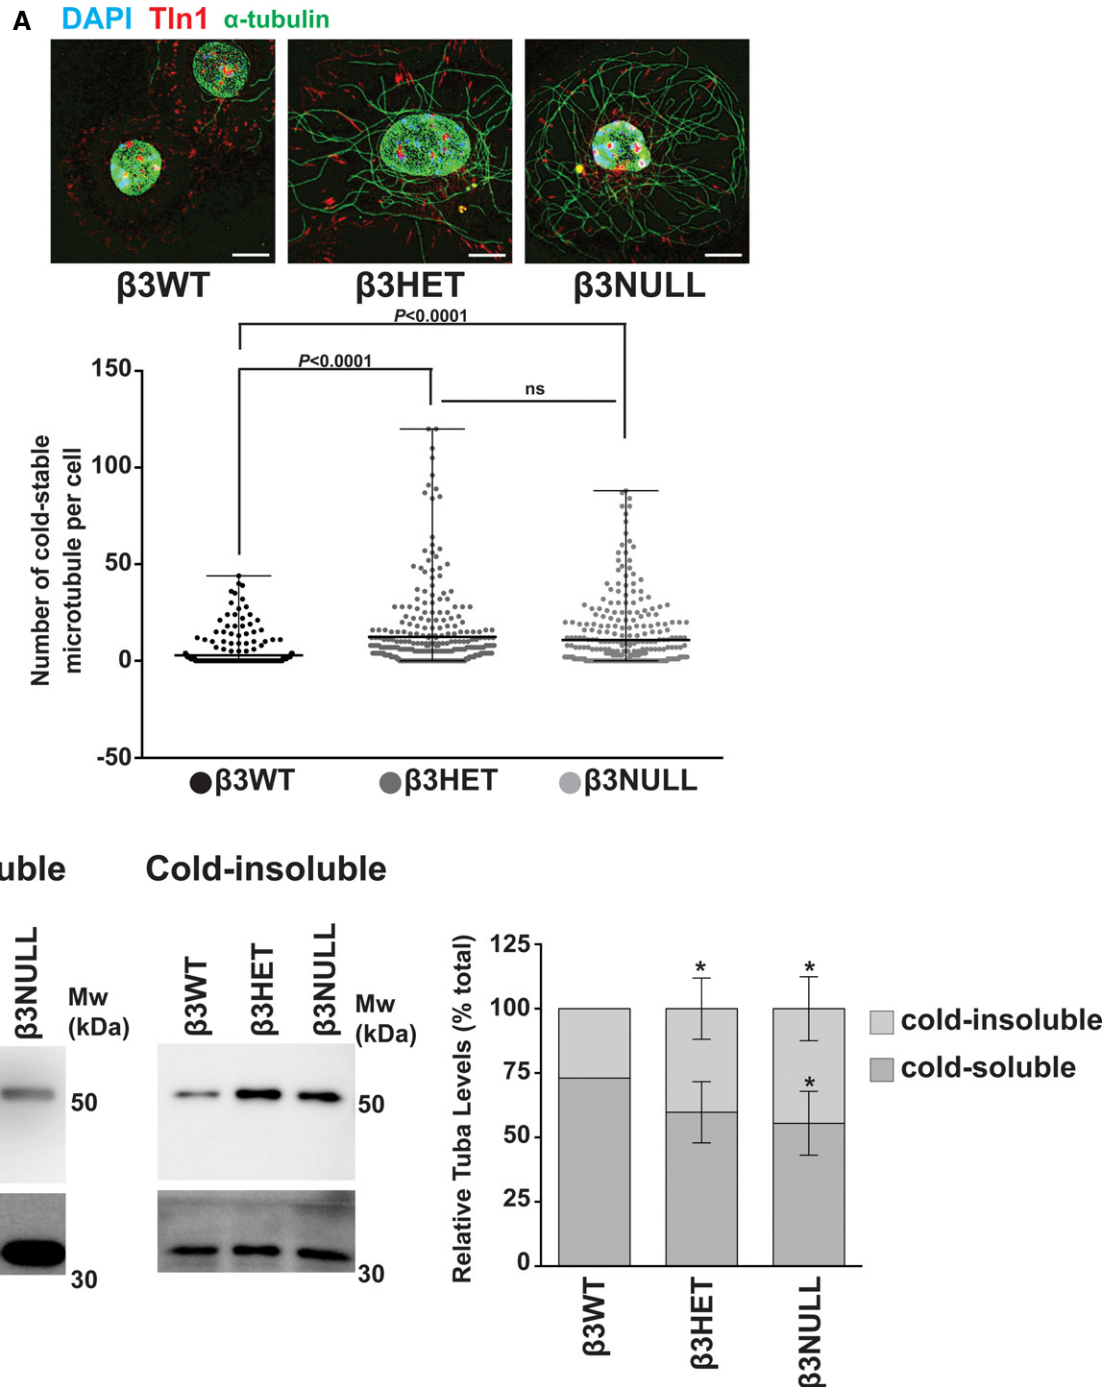 A DAPI Tln1 α-tubulin
β3WT β3HET β3NULL
P<0.0001
P<0.0001
ns
Number of cold-stable
microtubule per cell
150
100
50
0
-50
β3WT β3HET β3NULL
uble
β3NULL
Mw
(kDa)
50
30
Cold-insoluble
β3WT
β3HET
β3NULL
Mw
(kDa)
50
30
Relative Tuba Levels (% total)
125
100
75
50
25
0
* *
*
β3WT
β3HET
β3NULL
cold-insoluble
cold-soluble